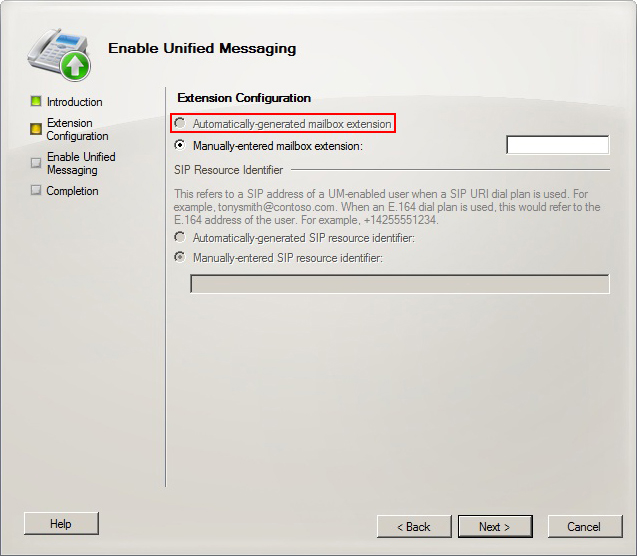 Enable Unified Messaging
Introduction
Extension
Configuration
Enable Unified
Messaging
Completion
Extension Configuration
Automatically-generated mailbox extension
Manually-entered mailbox extension:
SIP Resource Identifier
This refers to a SIP address of a UM-enabled user when a SIP URI dial plan is used. For
example, tonysmith@contoso.com. When an E.164 dial plan is used, this would refer to the
E.164 address of the user. For example, +14255551234.
Automatically-generated SIP resource identifier:
Manually-entered SIP resource identifier:
Help
< Back
Next >
Cancel